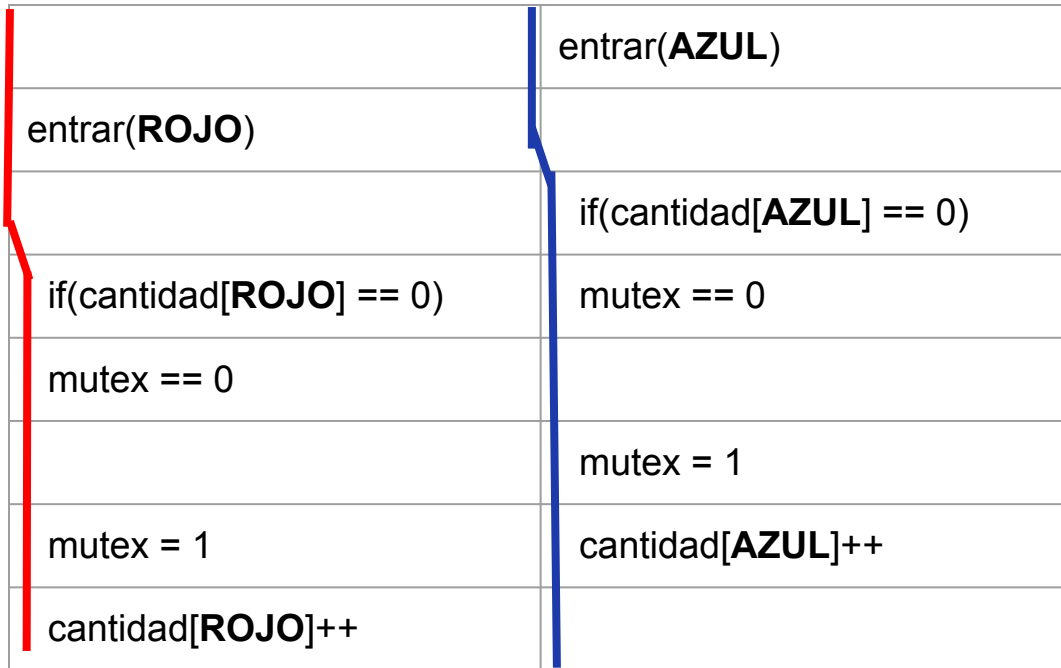 entrar(AZUL)
entrar(ROJO)
if(cantidad[AZUL] == 0)
if(cantidad[ROJO] == 0)
mutex == 0
mutex == 0
mutex = 1
mutex = 1
cantidad[AZUL]++
cantidad[ROJO]++